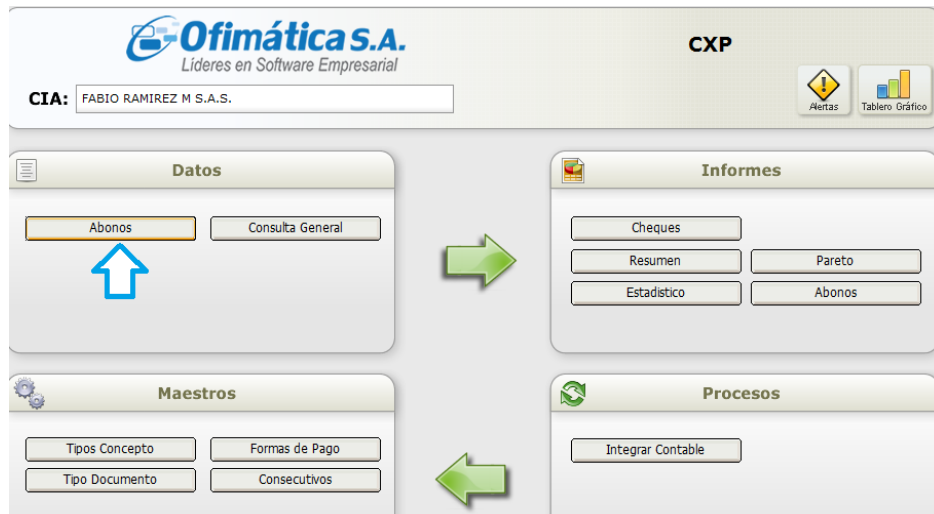 Ofimática S.A.
Líderes en Software Empresarial
CXP
CIA: FABIO RAMIREZ M S.A.S.
Alertas
Tablero Gráfico
Datos
Abonos
Consulta General
Informes
Cheques
Resumen
Pareto
Estadistico
Abonos
Maestros
Tipos Concepto
Formas de Pago
Tipo Documento
Consecutivos
Procesos
Integrar Contable